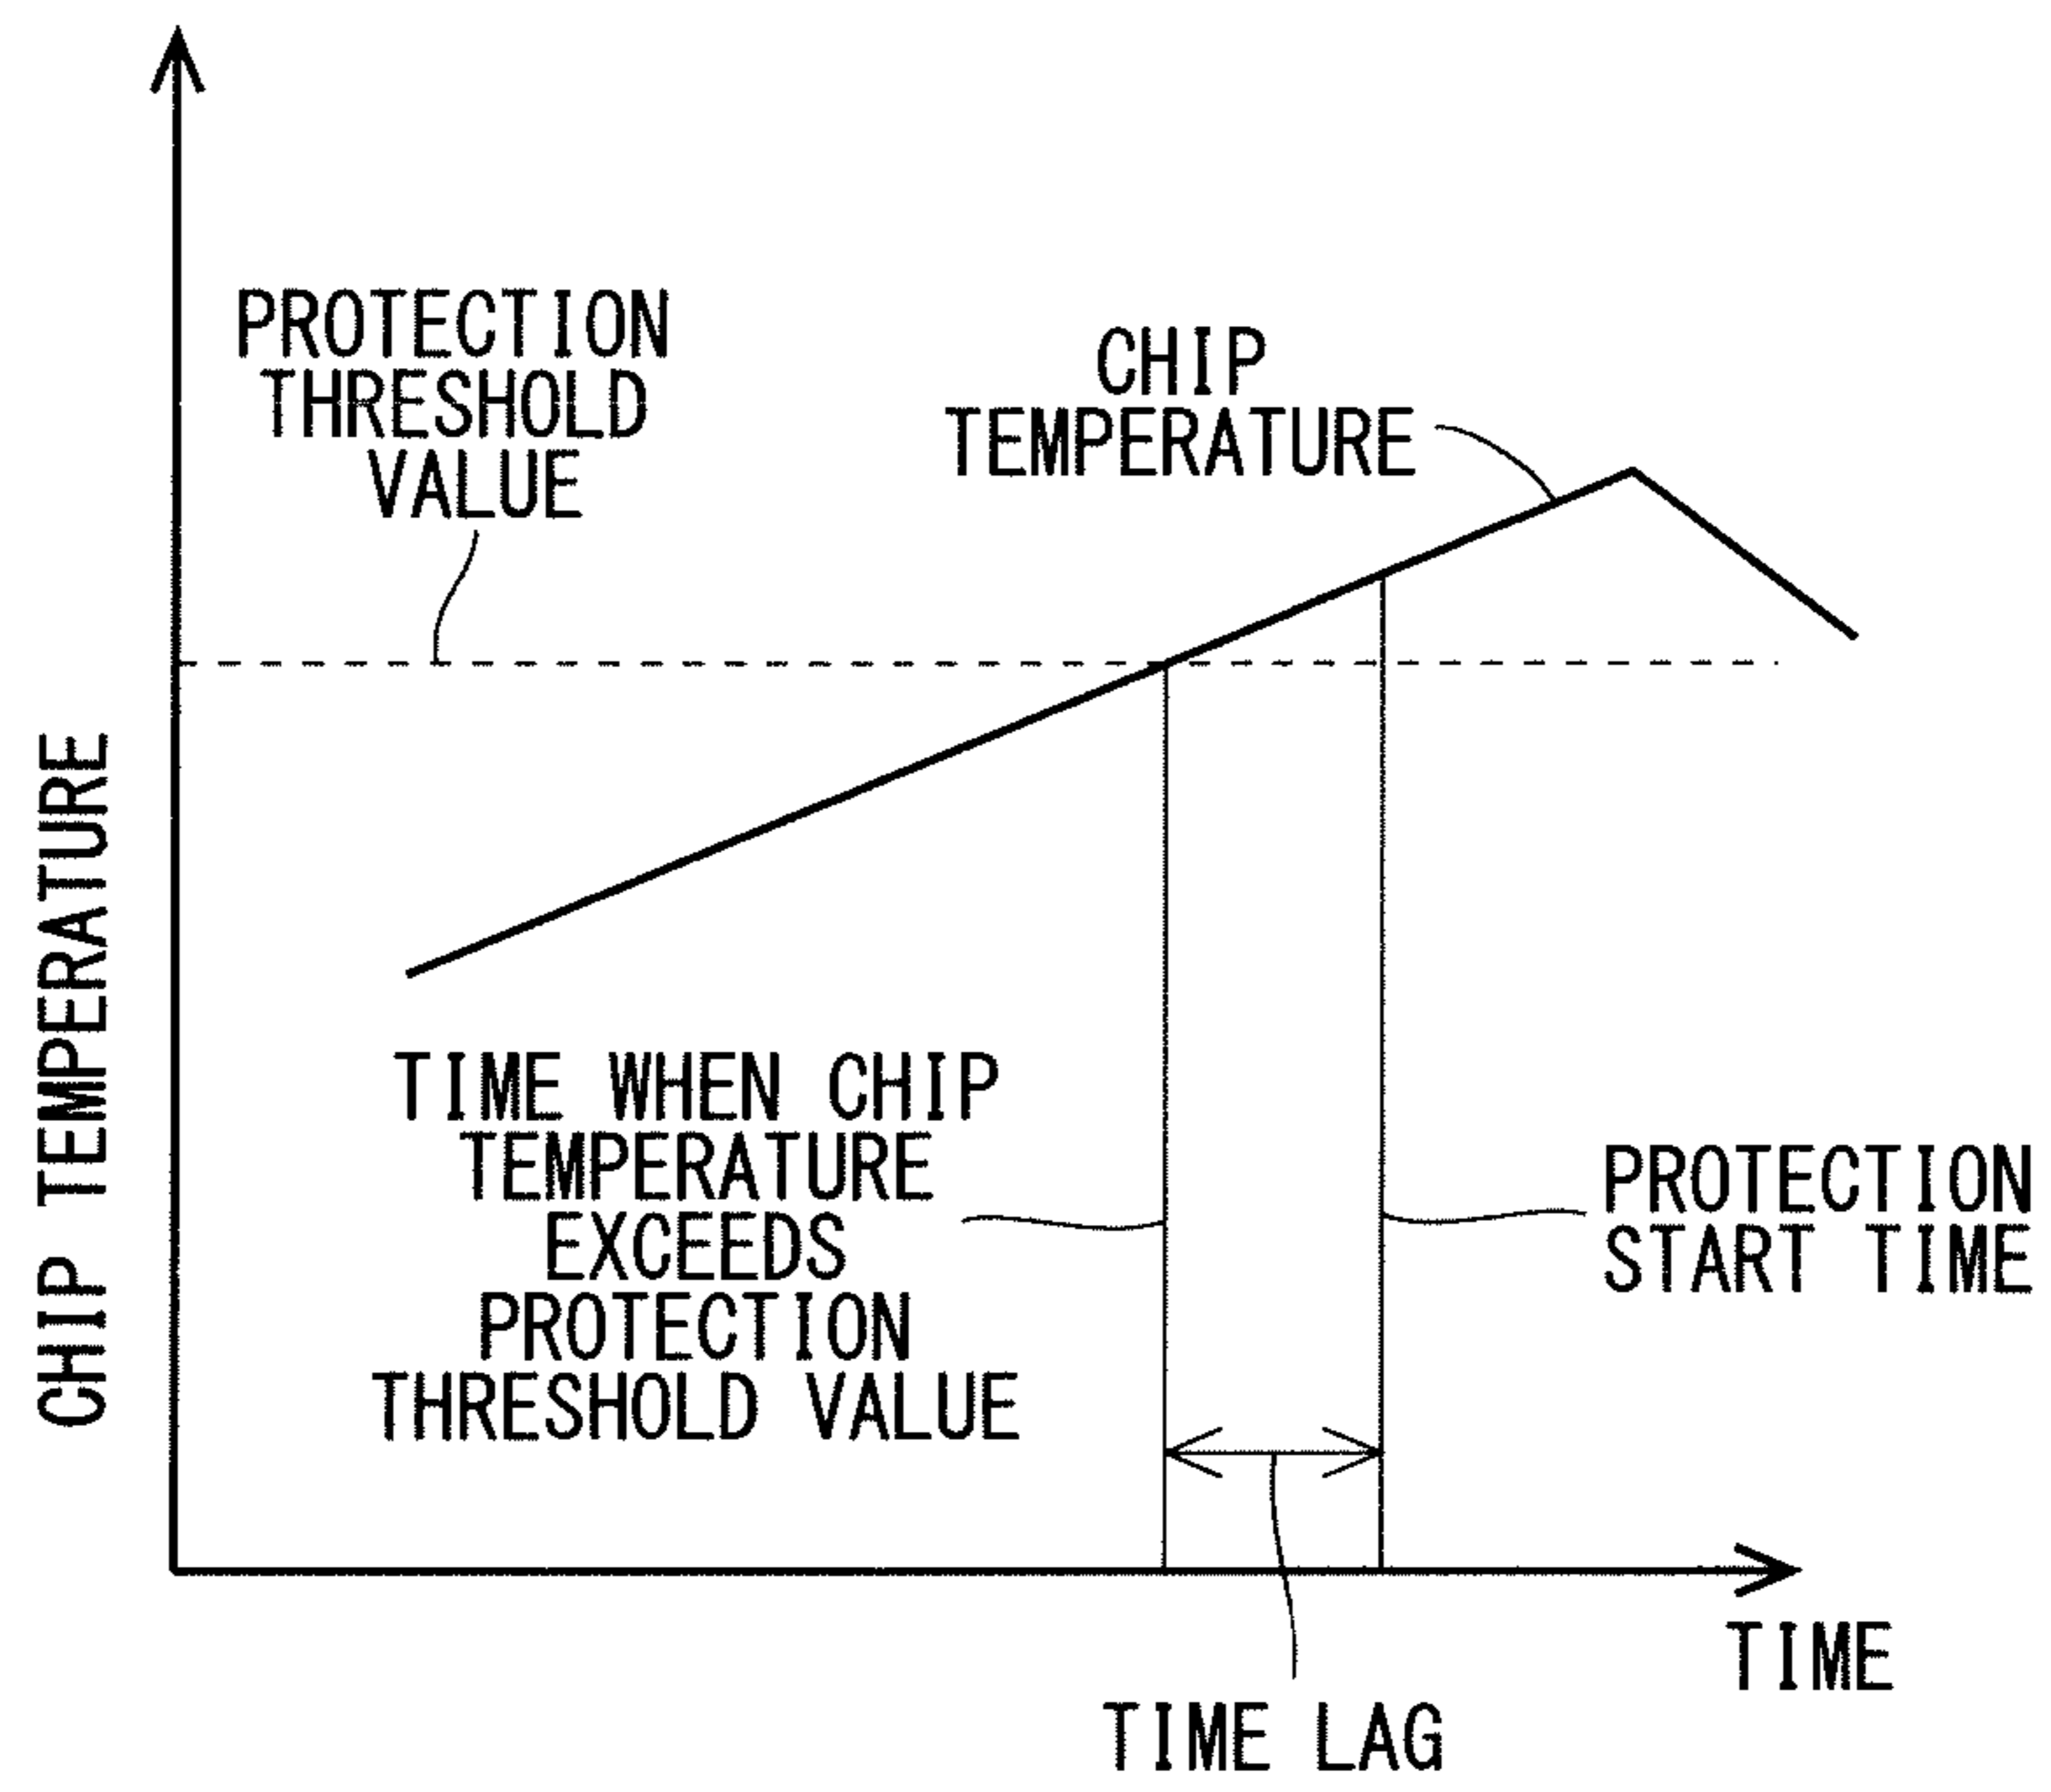 PROTECTION
THRESHOLD
VALUE
CHIP
TEMPERATURE
CHIP TEMPERATURE
TIME WHEN CHIP
TEMPERATURE
EXCEEDS
PROTECTION
THRESHOLD VALUE
PROTECTION
START TIME
TIME
TIME LAG